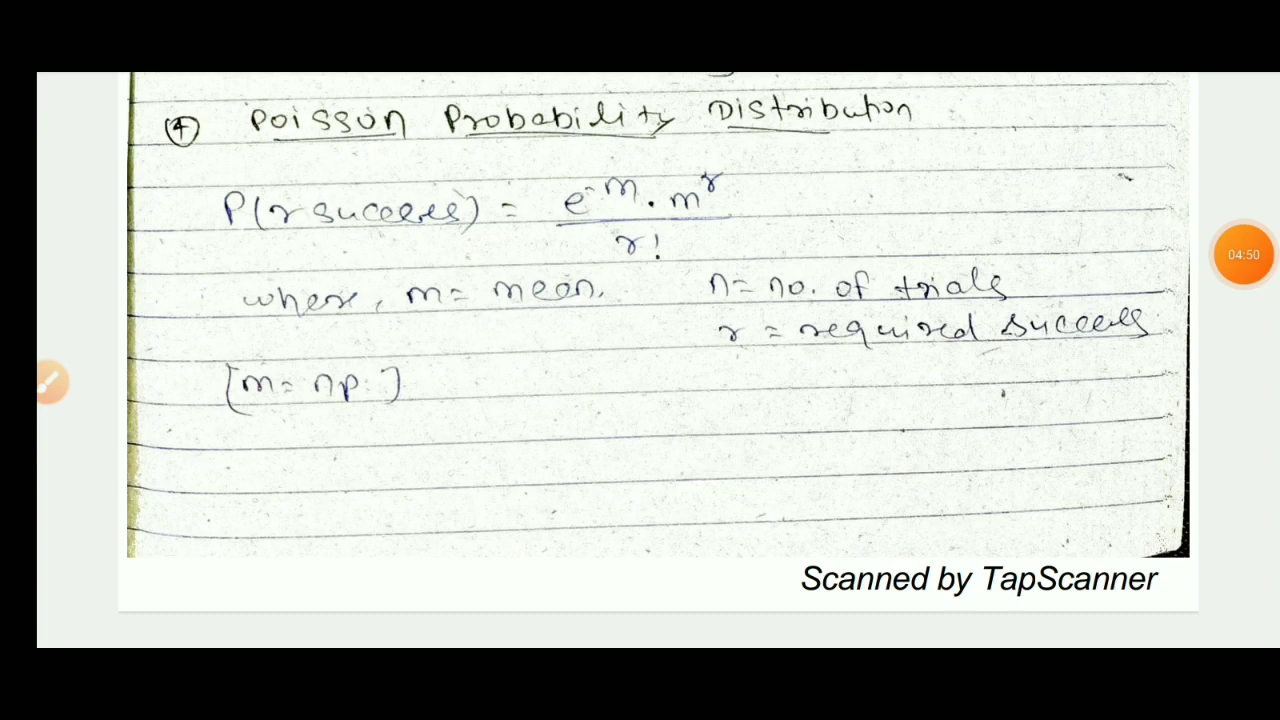 (4) Poisson Probability Distribution
P(r success) = e^-m . m^r / r!
where, m = mean.
n = no. of trials
r = required success
[m = np.]
Scanned by TapScanner
04:50